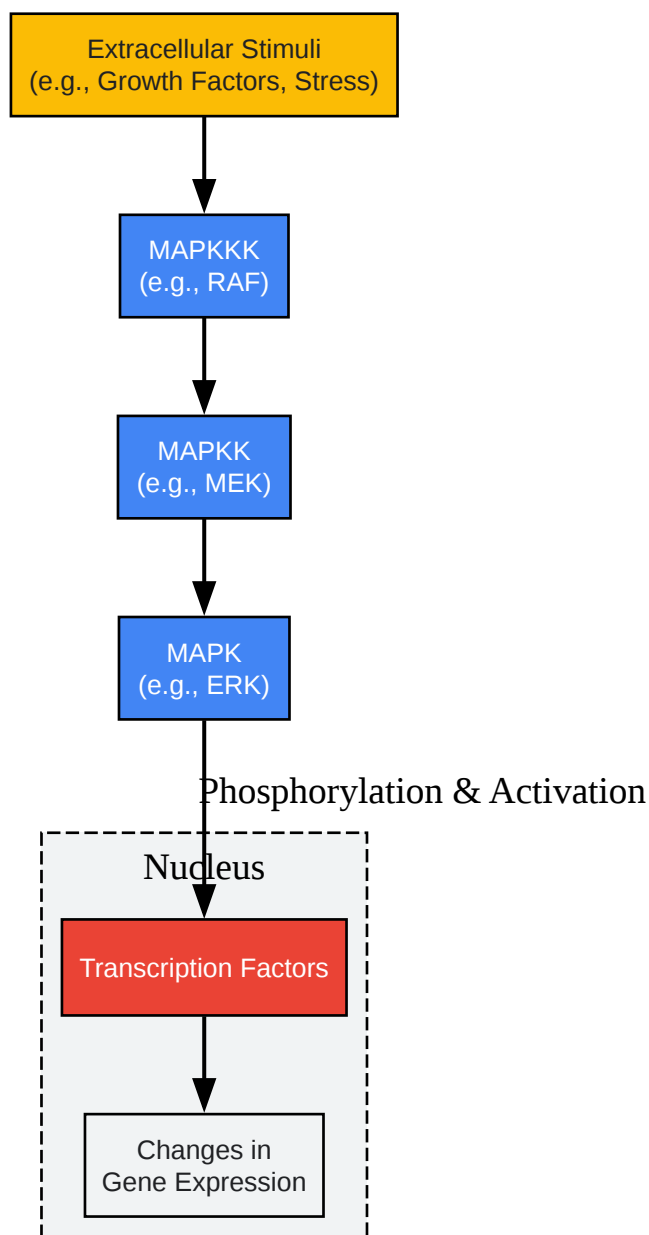 Extracellular Stimuli
(e.g., Growth Factors, Stress)
MAPKKK
(e.g., RAF)
MAPKK
(e.g., MEK)
MAPK
(e.g., ERK)
Phosphorylation & Activation
Nucleus
Transcription Factors
Changes in
Gene Expression